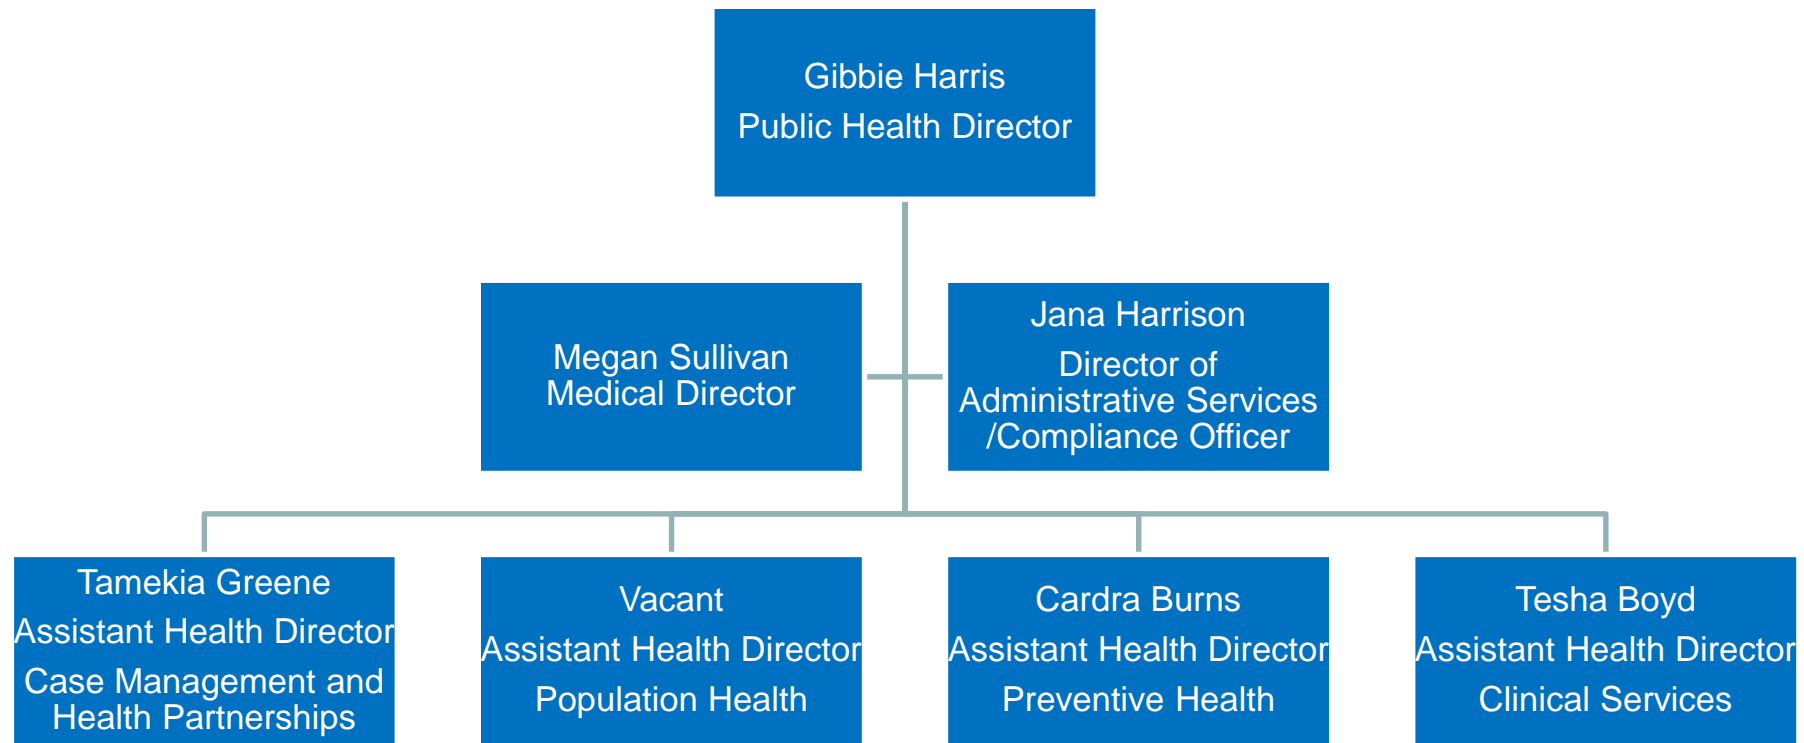 Gibbie Harris
Public Health Director
Megan Sullivan
Medical Director
Jana Harrison
Director of
Administrative Services
/Compliance Officer
Tamekia Greene
Assistant Health Director
Case Management and
Health Partnerships
Vacant
Assistant Health Director
Population Health
Cardra Burns
Assistant Health Director
Preventive Health
Tesha Boyd
Assistant Health Director
Clinical Services